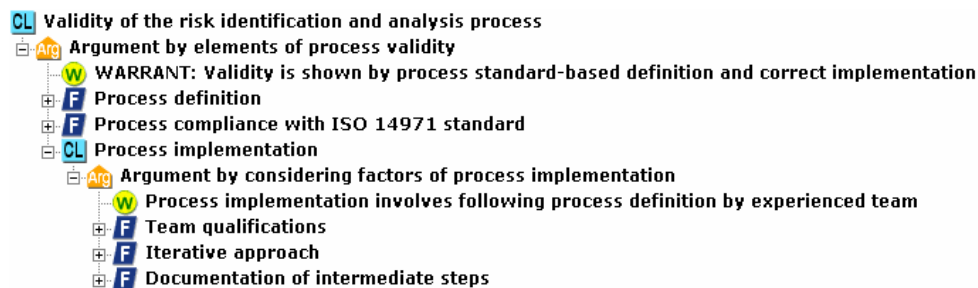 CL Validity of the risk identification and analysis process
Arg Argument by elements of process validity
W WARRANT: Validity is shown by process standard-based definition and correct implementation
F Process definition
F Process compliance with ISO 14971 standard
CL Process implementation
Arg Argument by considering factors of process implementation
W Process implementation involves following process definition by experienced team
F Team qualifications
F Iterative approach
F Documentation of intermediate steps